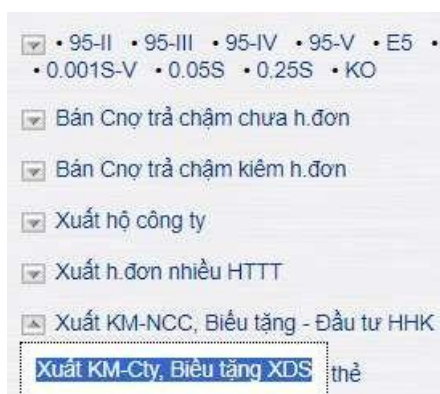 • 95-II • 95-III • 95-IV • 95-V • E5 •
• 0.001S-V • 0.05S • 0.25S • KO
Bán Cnợ trả chậm chưa h.đơn
Bán Cnợ trả chậm kiêm h.đơn
Xuất hộ công ty
Xuất h.đơn nhiều HTTT
Xuất KM-NCC, Biếu tặng - Đầu tư HHK
Xuất KM-Cty, Biếu tặng XDS thẻ